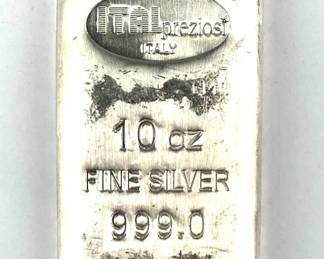 ITALpreziosi
ITALY
10 oz
FINE SILVER
999.0